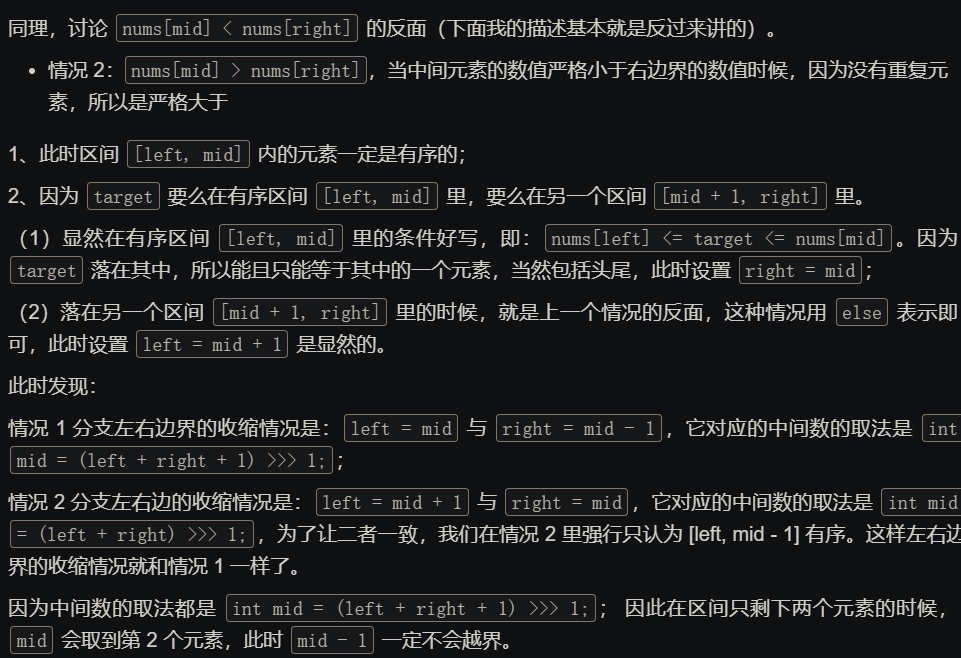 同理，讨论 nums[mid] < nums[right] 的反面（下面我的描述基本就是反过来讲的）。
• 情况 2：nums[mid] > nums[right]，当中间元素的数值严格小于右边界的数值时候，因为没有重复元
素，所以是严格大于
1、此时区间 [left, mid] 内的元素一定是有序的；
2、因为 target 要么在有序区间 [left, mid] 里，要么在另一个区间 [mid + 1, right] 里。
（1）显然在有序区间 [left, mid] 里的条件好写，即：nums[left] <= target <= nums[mid]。因为
target 落在其中，所以能且只能等于其中的一个元素，当然包括头尾，此时设置 right = mid；
（2）落在另一个区间 [mid + 1, right] 里的时候，就是上一个情况的反面，这种情况用 else 表示即
可，此时设置 left = mid + 1 是显然的。
此时发现：
情况 1 分支左右边界的收缩情况是：left = mid 与 right = mid - 1，它对应的中间数的取法是 int
mid = (left + right + 1) >>> 1;；
情况 2 分支左右边的收缩情况是：left = mid + 1 与 right = mid，它对应的中间数的取法是 int mid
= (left + right) >>> 1;，为了让二者一致，我们在情况 2 里强行只认为 [left, mid - 1] 有序。这样左右边
界的收缩情况就和情况 1 一样了。
因为中间数的取法都是 int mid = (left + right + 1) >>> 1;；因此在区间只剩下两个元素的时候，
mid 会取到第 2 个元素，此时 mid - 1 一定不会越界。